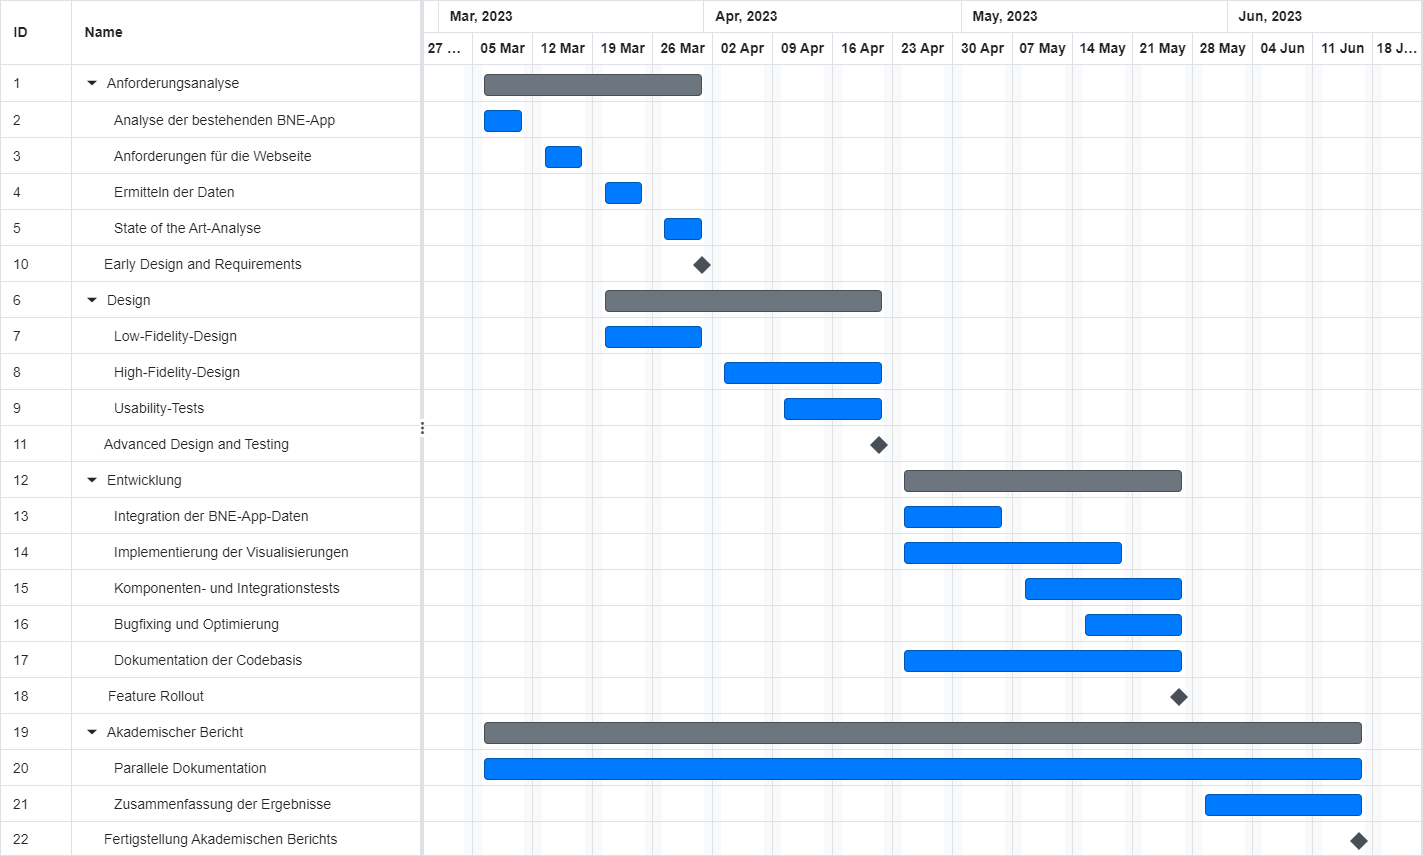 ID Name Mar, 2023 Apr, 2023 May, 2023 Jun, 2023
27 ... 05 Mar 12 Mar 19 Mar 26 Mar 02 Apr 09 Apr 16 Apr 23 Apr 30 Apr 07 May 14 May 21 May 28 May 04 Jun 11 Jun 18 J...
1 Anforderungsanalyse
2 Analyse der bestehenden BNE-App
3 Anforderungen für die Webseite
4 Ermitteln der Daten
5 State of the Art-Analyse
10 Early Design and Requirements
6 Design
7 Low-Fidelity-Design
8 High-Fidelity-Design
9 Usability-Tests
11 Advanced Design and Testing
12 Entwicklung
13 Integration der BNE-App-Daten
14 Implementierung der Visualisierungen
15 Komponenten- und Integrationstests
16 Bugfixing und Optimierung
17 Dokumentation der Codebasis
18 Feature Rollout
19 Akademischer Bericht
20 Parallele Dokumentation
21 Zusammenfassung der Ergebnisse
22 Fertigstellung Akademischen Berichts